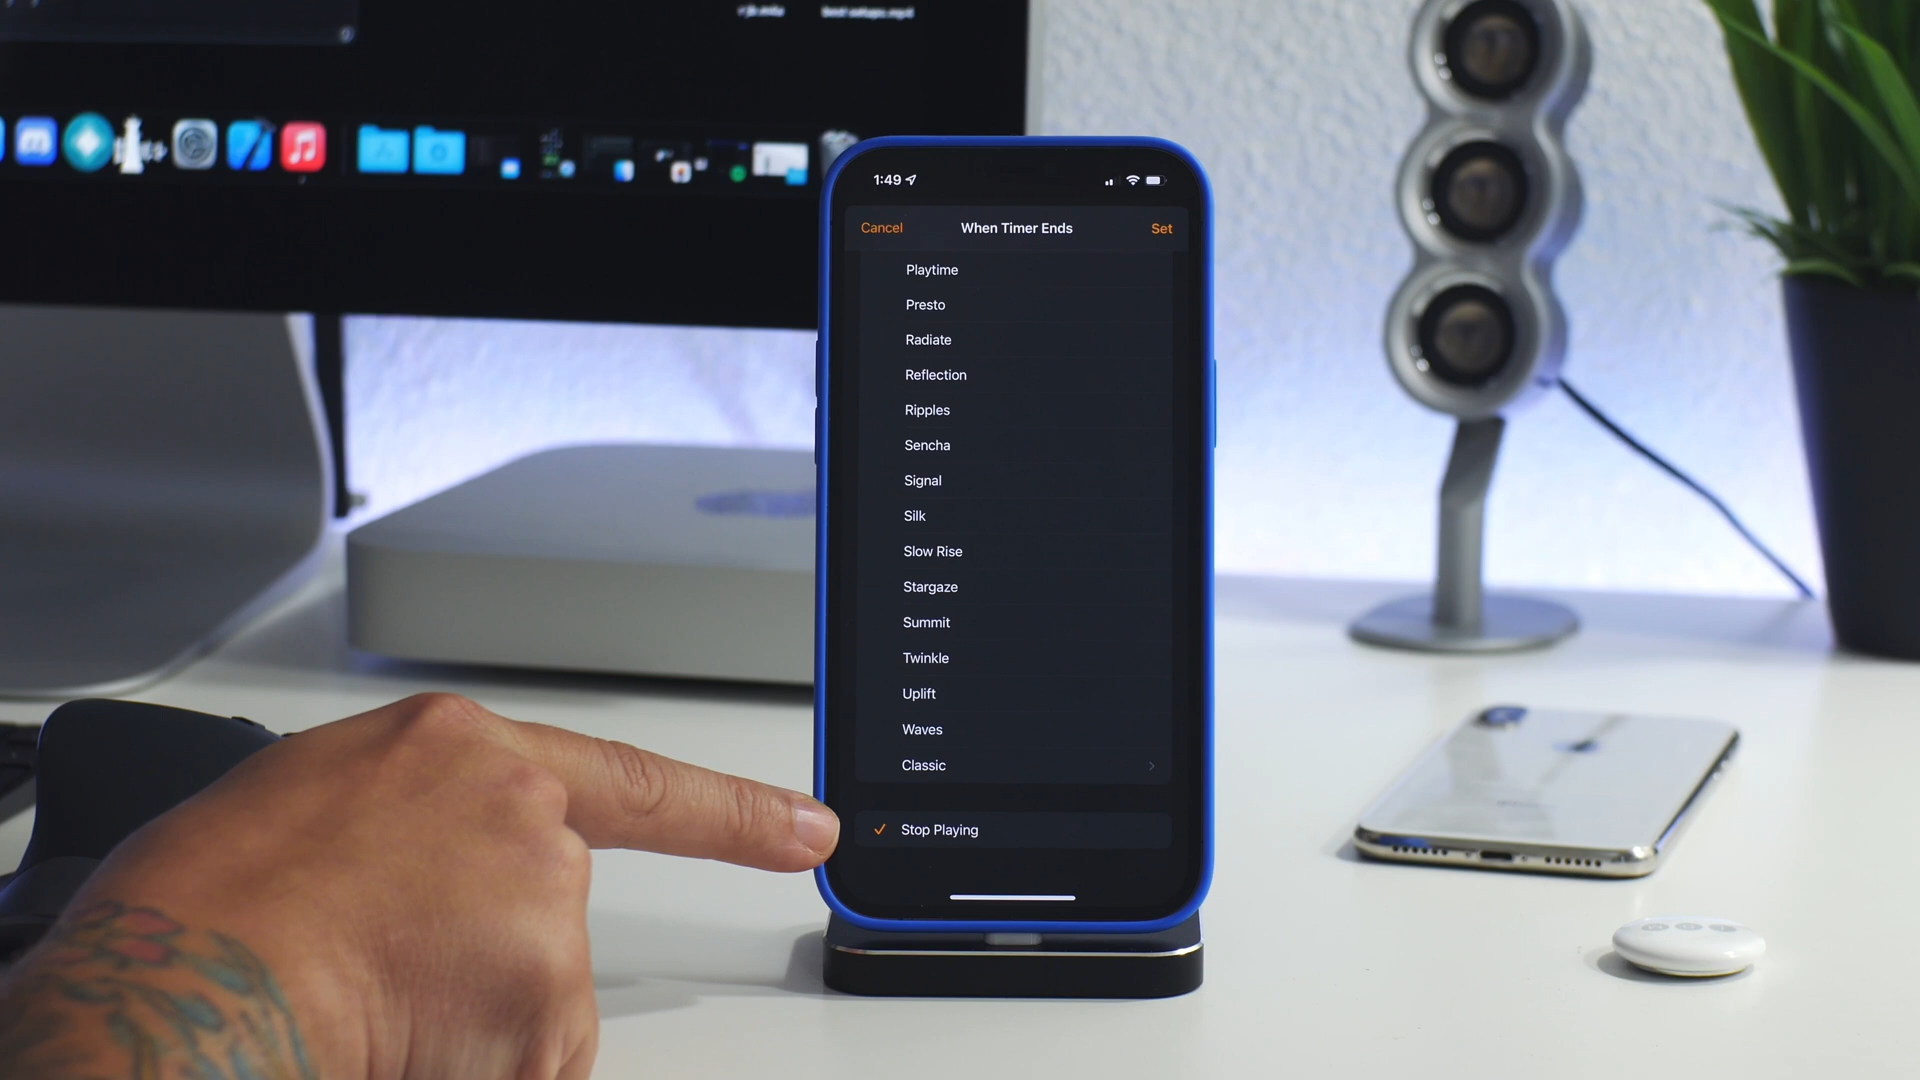 1:49
Cancel When Timer Ends Set
Playtime
Presto
Radiate
Reflection
Ripples
Sencha
Signal
Silk
Slow Rise
Stargaze
Summit
Twinkle
Uplift
Waves
Classic
Stop Playing